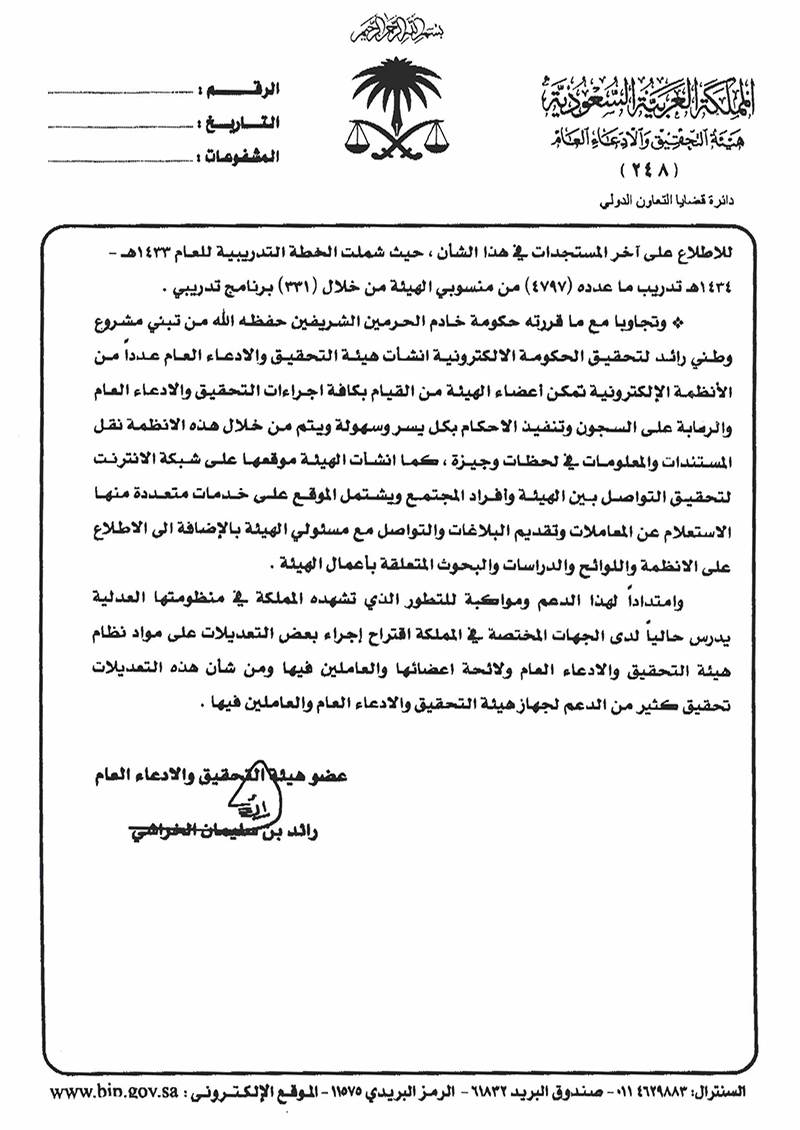 بسم الله الرحمن الرحيم
المملكة العربية السعودية
هيئة التحقيق والادعاء العام
(٢٤٨)
دائرة قضايا التعاون الدولي
الرقـــم :
التـاريخ :
المشفوعات :
للاطلاع على آخر المستجدات في هذا الشأن ، حيث شملت الخطة التدريبية للعام ١٤٣٣هـ -
١٤٣٤هـ تدريب ما عدده (٤٧٩٧) من منسوبي الهيئة من خلال (٣٣١) برنامج تدريبي .
❖ وتجاوبا مع ما قررته حكومة خادم الحرمين الشريفين حفظه الله من تبني مشروع
وطني رائد لتحقيق الحكومة الالكترونية انشأت هيئة التحقيق والادعاء العام عدداً من
الأنظمة الإلكترونية تمكن أعضاء الهيئة من القيام بكافة اجراءات التحقيق والادعاء العام
والرقابة على السجون وتنفيذ الاحكام بكل يسر وسهولة ويتم من خلال هذه الانظمة نقل
المستندات والمعلومات في لحظات وجيزة ، كما انشأت الهيئة موقعها على شبكة الانترنت
لتحقيق التواصل بين الهيئة وأفراد المجتمع ويشتمل الموقع على خدمات متعددة منها
الاستعلام عن المعاملات وتقديم البلاغات والتواصل مع مسئولي الهيئة بالإضافة الى الاطلاع
على الانظمة واللوائح والدراسات والبحوث المتعلقة بأعمال الهيئة .
وامتداداً لهذا الدعم ومواكبة للتطور الذي تشهده المملكة في منظومتها العدلية
يدرس حالياً لدى الجهات المختصة في المملكة اقتراح إجراء بعض التعديلات على مواد نظام
هيئة التحقيق والادعاء العام ولائحة اعضائها والعاملين فيها ومن شأن هذه التعديلات
تحقيق كثير من الدعم لجهاز هيئة التحقيق والادعاء العام والعاملين فيها .
عضو هيئة التحقيق والادعاء العام
رائد بن سليمان الخراشي
السنترال: ٤٦٢٩٨٨٣ ٠١١ - صندوق البريد ٦١٨٣٢ - الرمز البريدي ١١٥٧٥ - الموقع الإلكتروني : www.bip.gov.sa